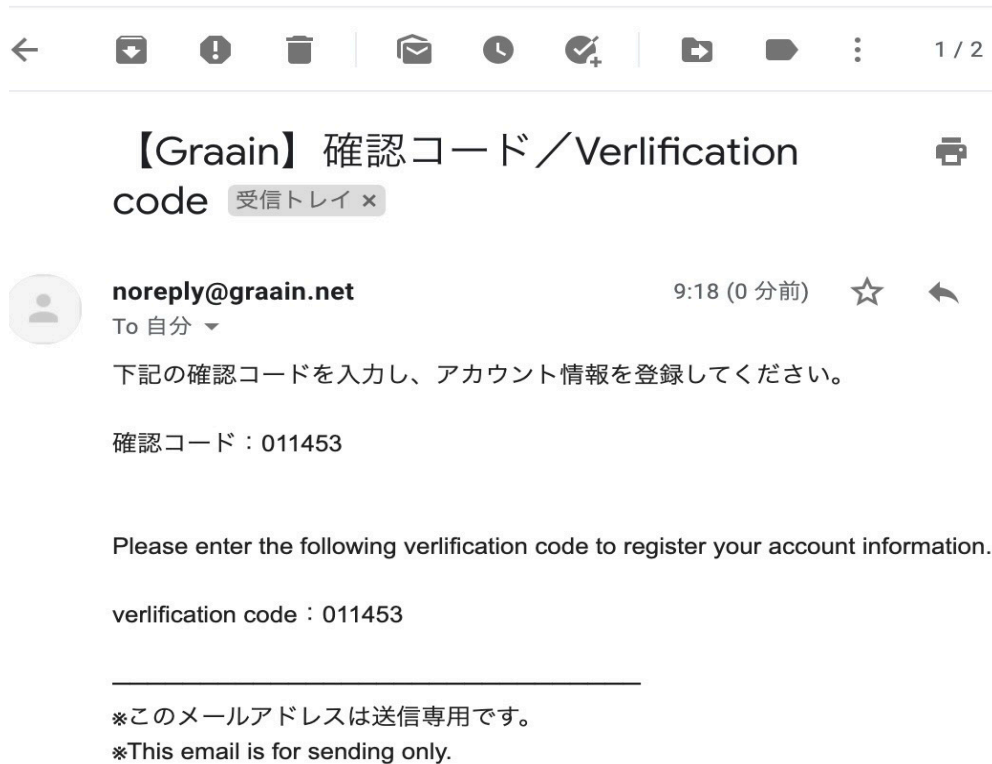 1 / 2
【Graain】確認コード／Verlification
code 受信トレイ ×
noreply@graain.net 9:18 (0 分前)
To 自分
下記の確認コードを入力し、アカウント情報を登録してください。
確認コード：011453
Please enter the following verlification code to register your account information.
verlification code：011453
※このメールアドレスは送信専用です。
※This email is for sending only.